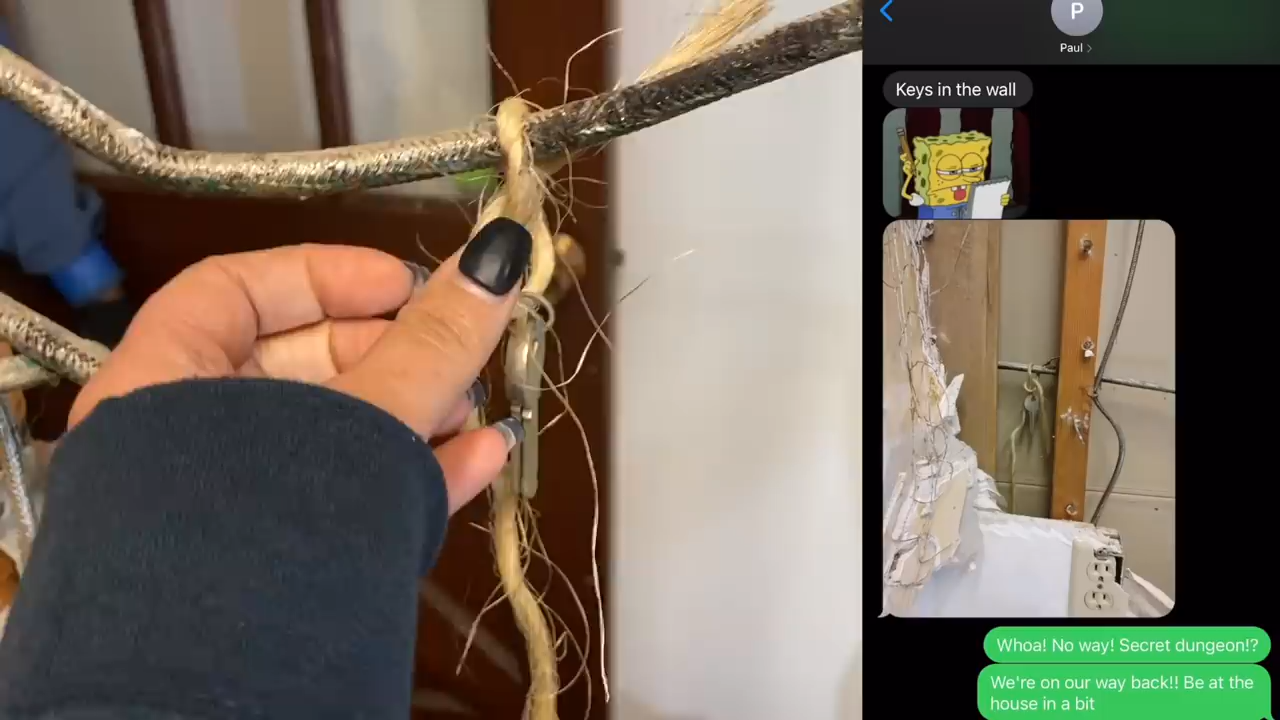 P
Paul
Keys in the wall
Whoa! No way! Secret dungeon!?
We're on our way back!! Be at the
house in a bit